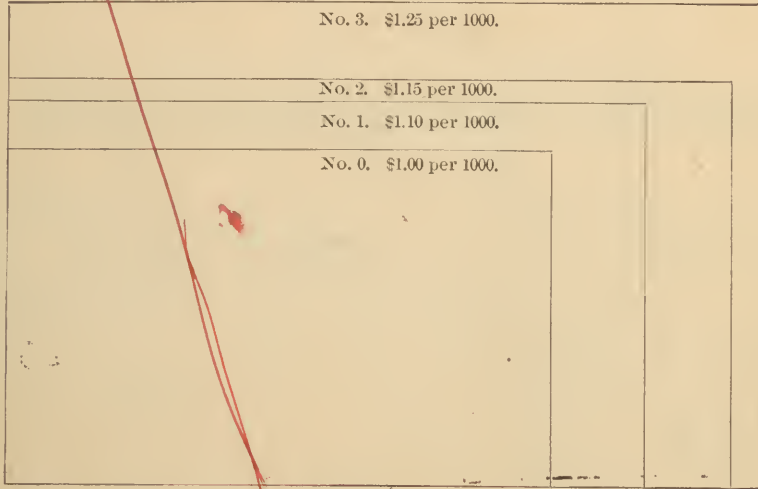 No. 3. $1.25 per 1000.
No. 2. $1.15 per 1000.
No. 1. $1.10 per 1000.
No. 0. $1.00 per 1000.